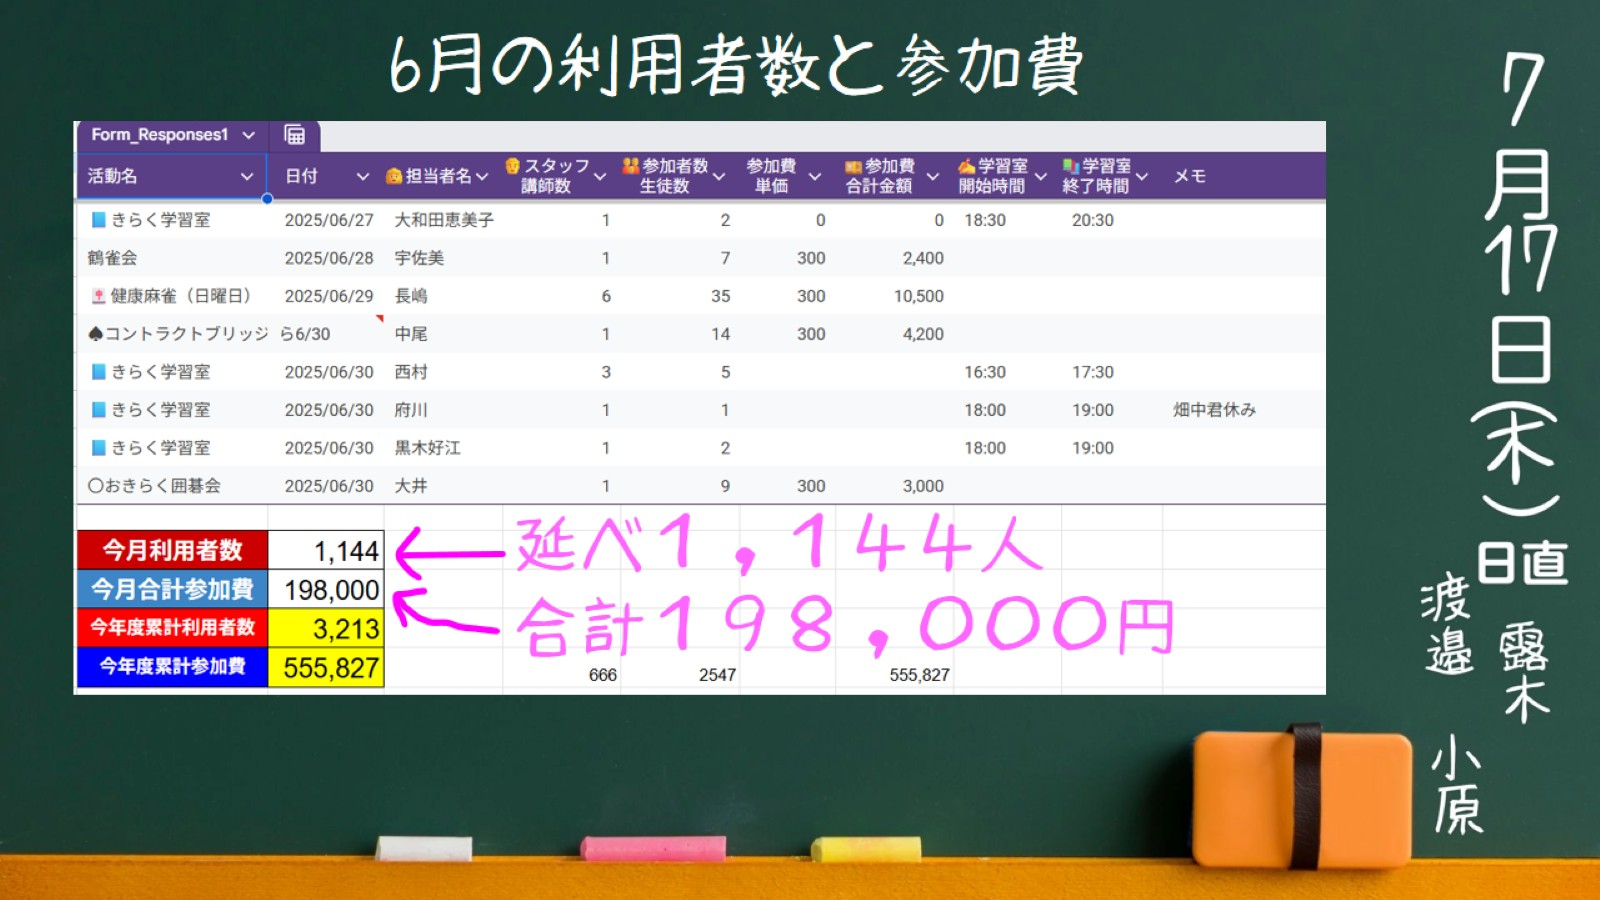 6月の利用者数と参加費
7月17日(木)日直
露木
渡邉
小原
Form_Responses1
活動名 日付 担当者名 スタッフ講師数 参加者数生徒数 参加費単価 参加費合計金額 学習室開始時間 学習室終了時間 メモ
きらく学習室 2025/06/27 大和田恵美子 1 2 0 0 18:30 20:30
鶴雀会 2025/06/28 宇佐美 1 7 300 2,400
健康麻雀（日曜日） 2025/06/29 長嶋 6 35 300 10,500
♠コントラクトブリッジ ら6/30 中尾 1 14 300 4,200
きらく学習室 2025/06/30 西村 3 5 16:30 17:30
きらく学習室 2025/06/30 府川 1 1 18:00 19:00 畑中君休み
きらく学習室 2025/06/30 黒木好江 1 2 18:00 19:00
〇おきらく囲碁会 2025/06/30 大井 1 9 300 3,000
今月利用者数 1,144 延べ１，１４４人
今月合計参加費 198,000 合計１９８，０００円
今年度累計利用者数 3,213
今年度累計参加費 555,827 666 2547 555,827